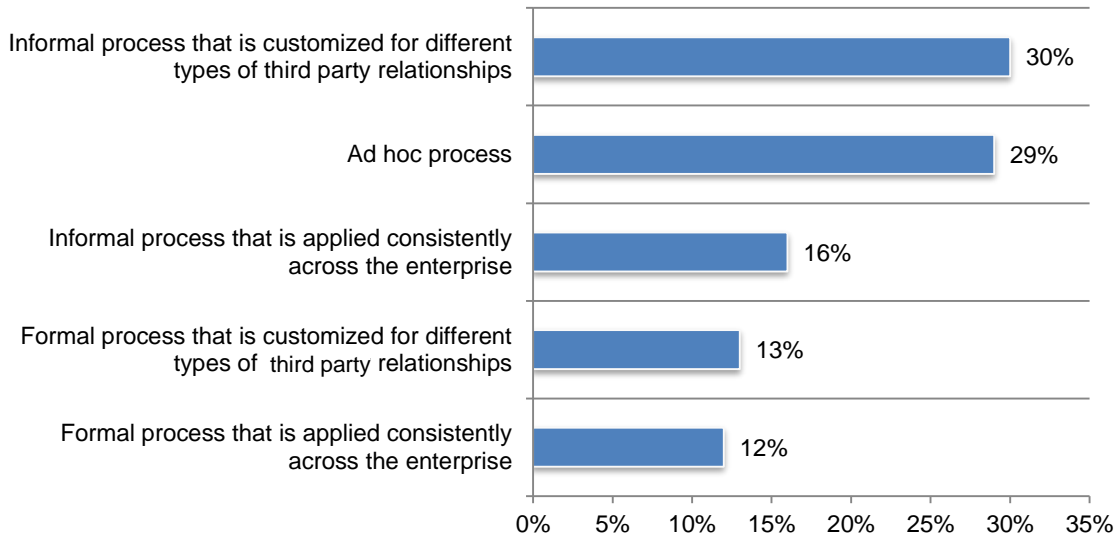 Informal process that is customized for different
types of third party relationships
30%
Ad hoc process
29%
Informal process that is applied consistently
across the enterprise
16%
Formal process that is customized for different
types of third party relationships
13%
Formal process that is applied consistently
across the enterprise
12%
0% 5% 10% 15% 20% 25% 30% 35%